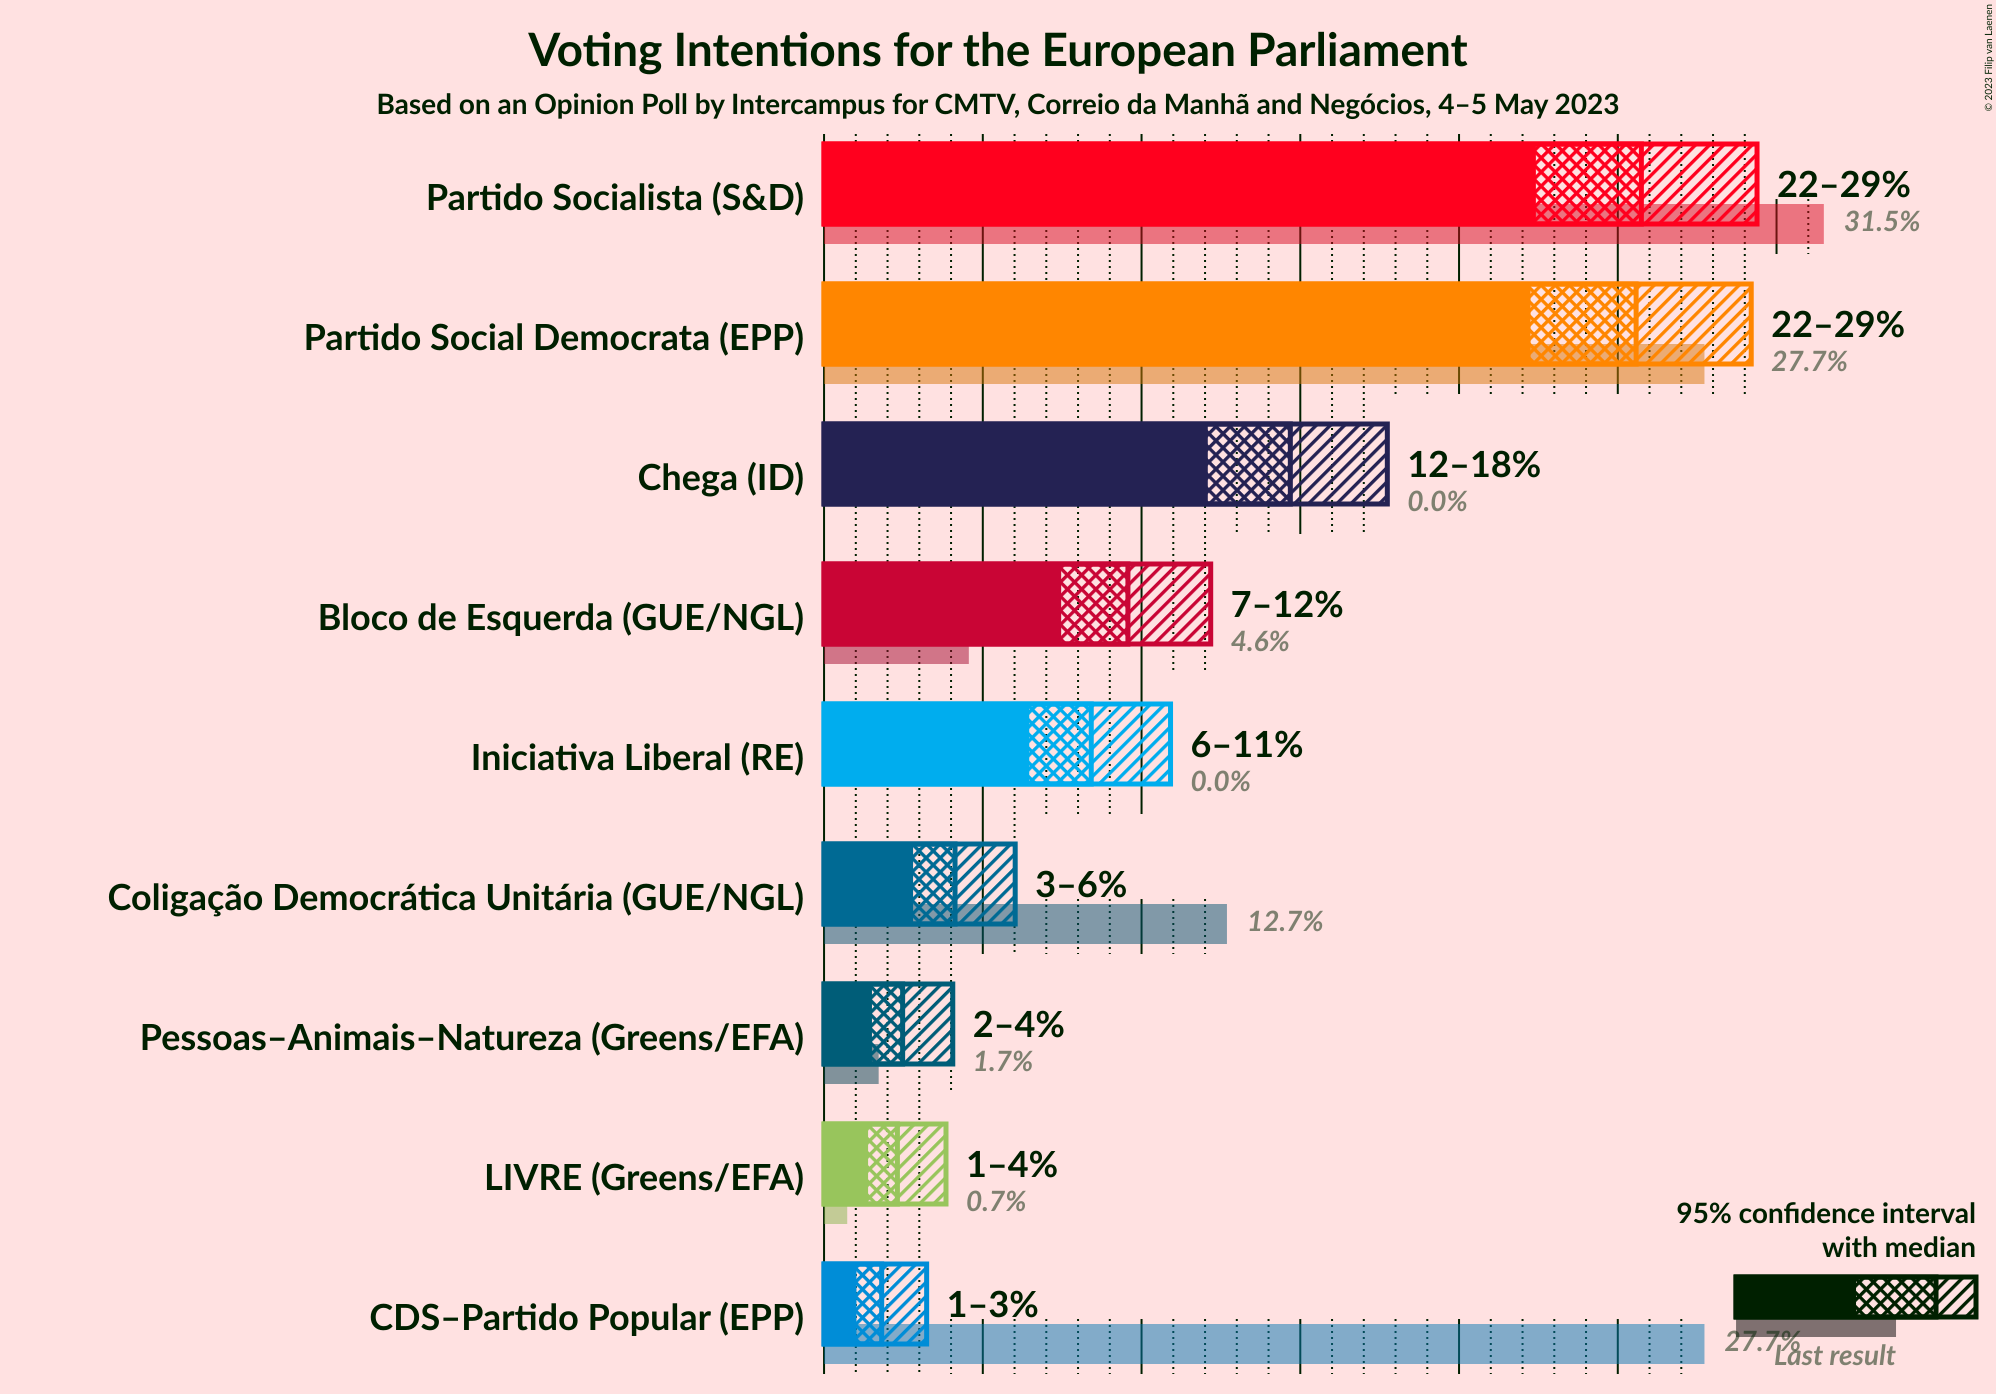 Voting Intentions for the European Parliament
Based on an Opinion Poll by Intercampus for CMTV, Correio da Manhã and Negócios, 4–5 May 2023
© 2023 Filip van Laenen
Partido Socialista (S&D)
22–29%
31.5%
Partido Social Democrata (EPP)
22–29%
27.7%
Chega (ID)
12–18%
0.0%
Bloco de Esquerda (GUE/NGL)
7–12%
4.6%
Iniciativa Liberal (RE)
6–11%
0.0%
Coligação Democrática Unitária (GUE/NGL)
3–6%
12.7%
Pessoas–Animais–Natureza (Greens/EFA)
2–4%
1.7%
LIVRE (Greens/EFA)
1–4%
0.7%
CDS–Partido Popular (EPP)
1–3%
27.7%
95% confidence interval
with median
Last result